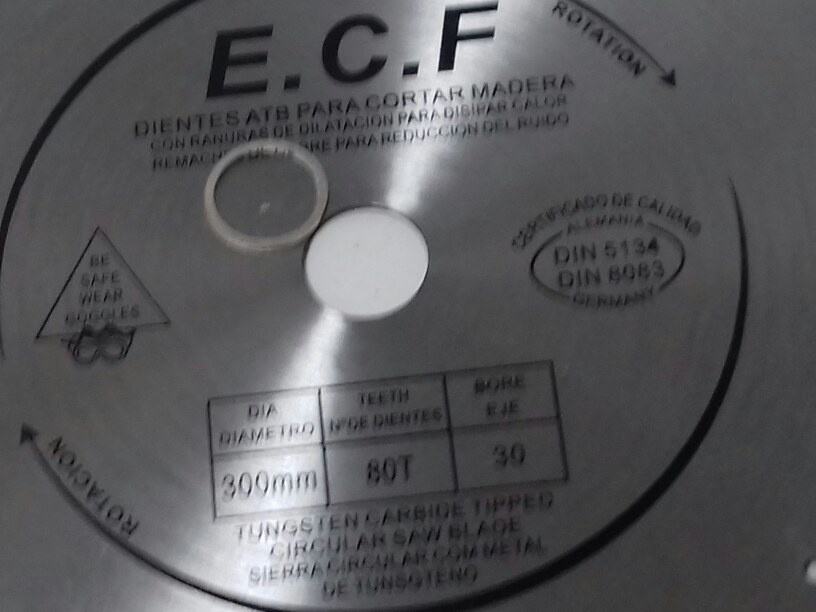 E.C.F
ROTATION
DIENTES ATB PARA CORTAR MADERA
CON RANURAS DE DILATACION PARA DISIPAR CALOR
PARA REDUCCION DEL RUIDO
CERTIFICADO DE CALIDAD
ALEMANIA
DIN 5134
DIN 8083
GERMANY
BE
SAFE
WEAR
GOGGLES
DIA
DIAMETRO
TEETH
Nº DE DIENTES
BORE
EJE
300mm
80T
30
ROTACION
TUNGSTEN CARBIDE TIPPED
CIRCULAR SAW BLADE
SIERRA CIRCULAR CON METAL
DE TUNSGTENO